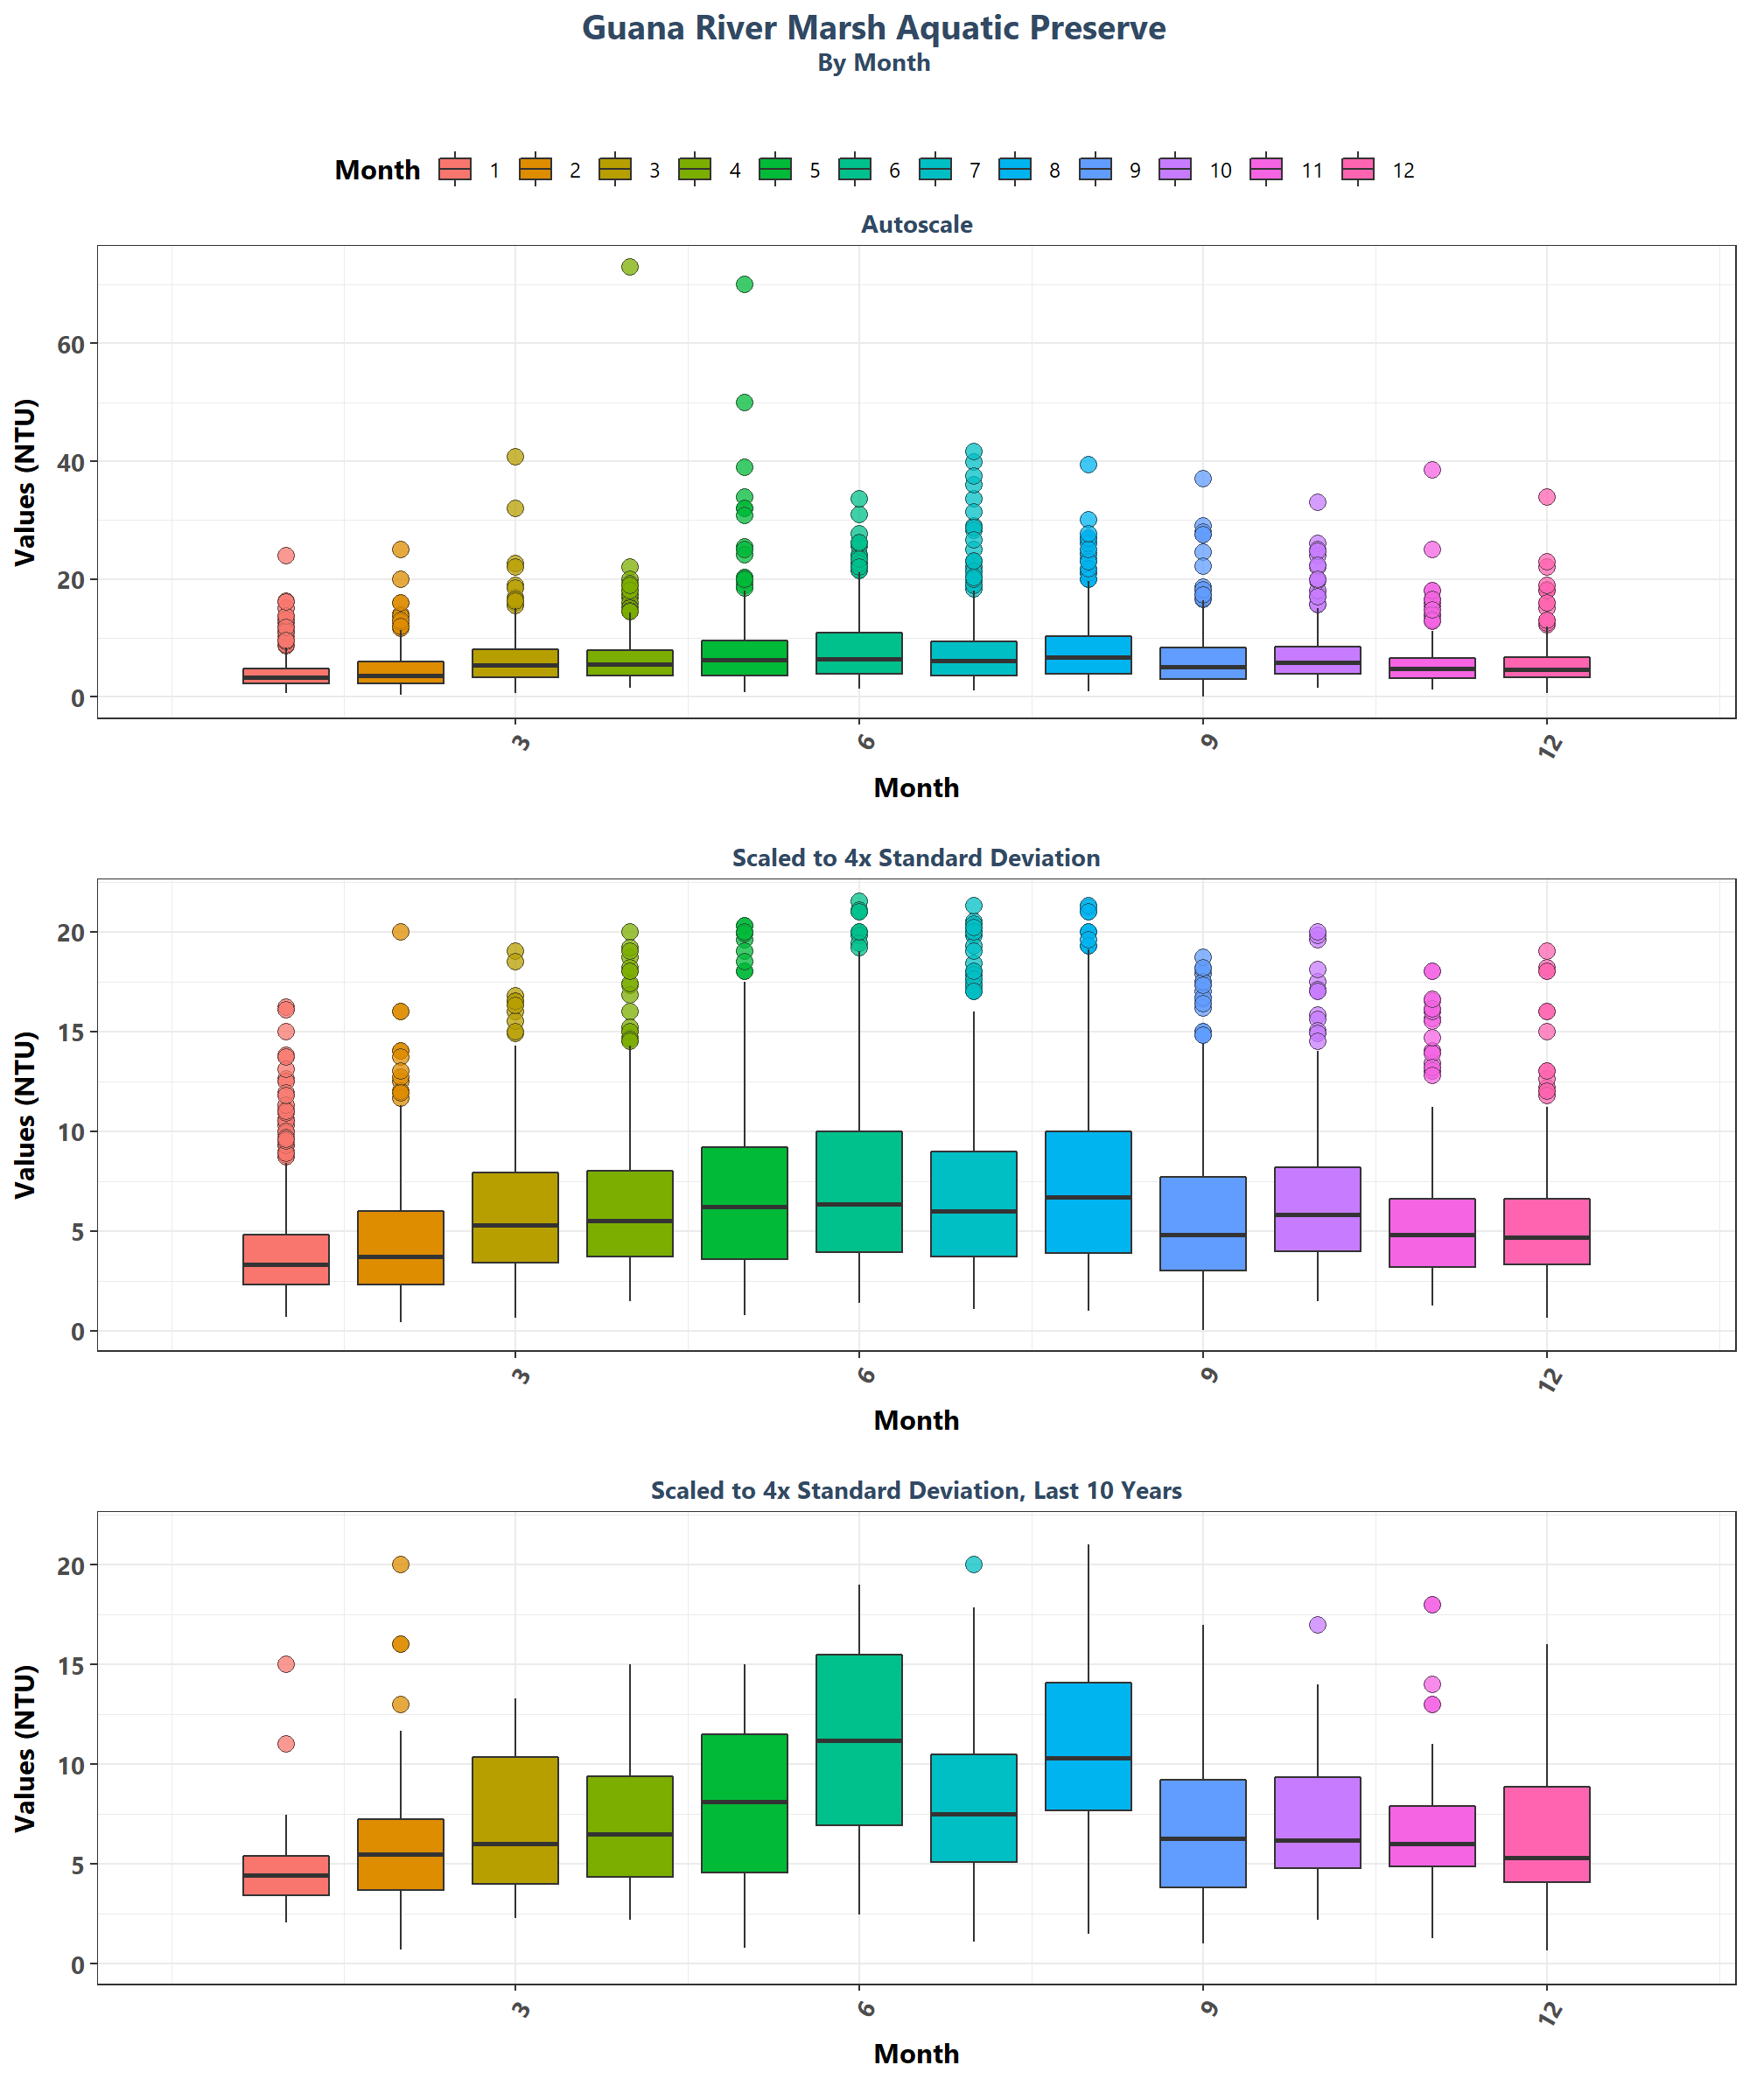 Guana River Marsh Aquatic Preserve
By Month
Month 1 2 3 4 5 6 7 8 9 10 11 12
Autoscale
Values (NTU)
60
40
20
0
3 6 9 12
Month
Scaled to 4x Standard Deviation
Values (NTU)
20
15
10
5
0
3 6 9 12
Month
Scaled to 4x Standard Deviation, Last 10 Years
Values (NTU)
20
15
10
5
0
3 6 9 12
Month